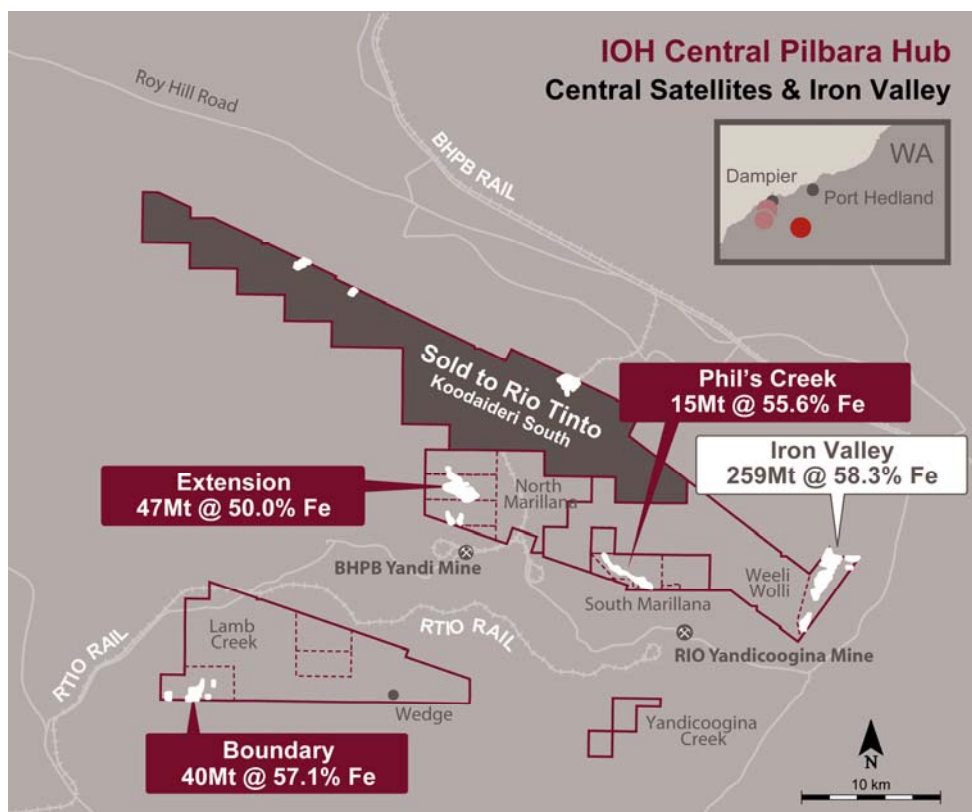 IOH Central Pilbara Hub
Central Satellites & Iron Valley
Roy Hill Road
BHPB RAIL
WA
Dampier
Port Hedland
Sold to Rio Tinto
Koodaideri South
Phil's Creek
15Mt @ 55.6% Fe
Iron Valley
259Mt @ 58.3% Fe
Extension
47Mt @ 50.0% Fe
North
Marillana
BHPB Yandi Mine
Weeli
Wolli
South Marillana
Lamb
Creek
RTIO RAIL
RTIO RAIL
RIO Yandicoogina Mine
Wedge
Yandicoogina
Creek
Boundary
40Mt @ 57.1% Fe
N
10 km